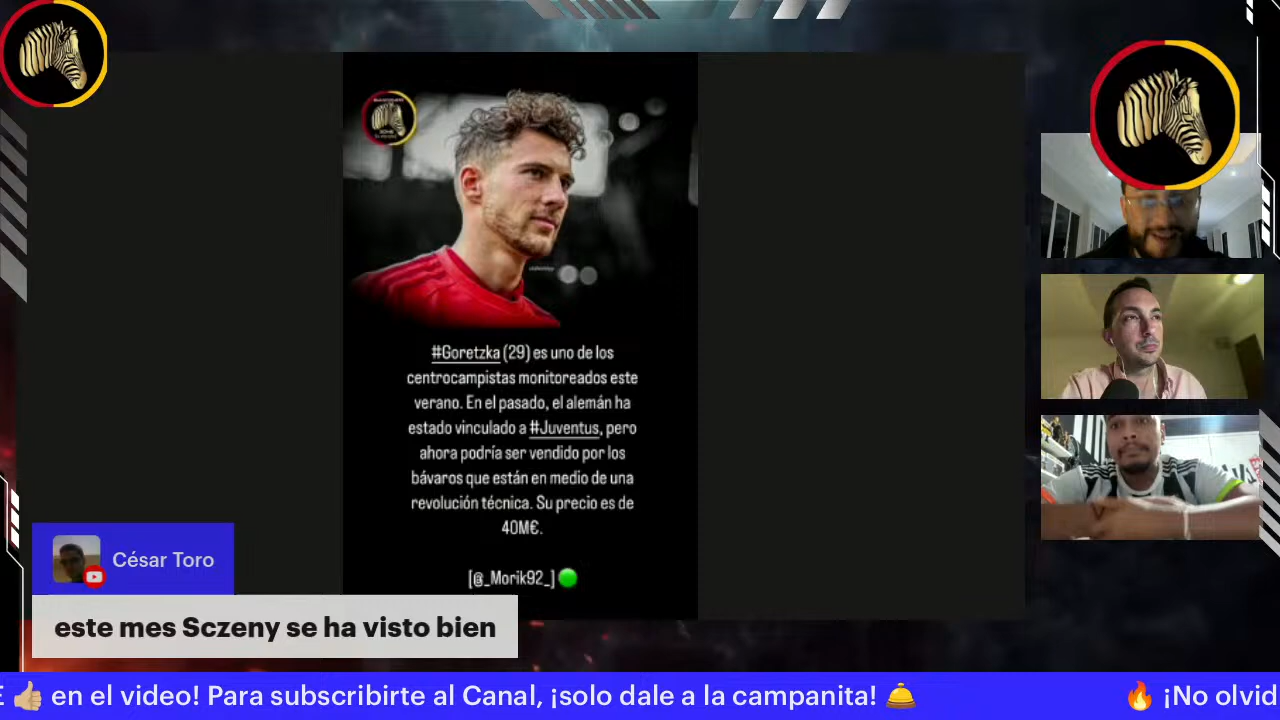 #Goretzka (29) es uno de los
centrocampistas monitoreados este
verano. En el pasado, el alemán ha
estado vinculado a #Juventus, pero
ahora podría ser vendido por los
bávaros que están en medio de una
revolución técnica. Su precio es de
40M€.
[@_Morik92_]
César Toro
este mes Sczeny se ha visto bien
E 👍🏼 en el video! Para subscribirte al Canal, ¡solo dale a la campanita! 🛎️ 🔥 ¡No olvid